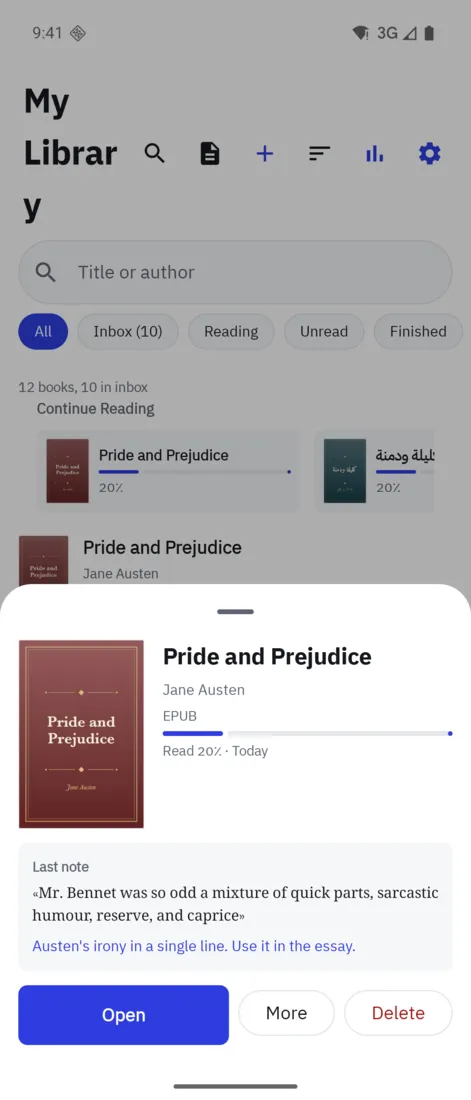 9:41
3G
My
Librar
y
Title or author
All
Inbox (10)
Reading
Unread
Finished
12 books, 10 in inbox
Continue Reading
Pride and Prejudice
20٪
Pride and
Prejudice
كليلة ودمنة
20٪
كليلة ودمنة
Pride and Prejudice
Jane Austen
Pride and
Prejudice
Pride and Prejudice
Jane Austen
EPUB
Read 20٪ · Today
Pride and
Prejudice
Jane Austen
Last note
«Mr. Bennet was so odd a mixture of quick parts, sarcastic
humour, reserve, and caprice»
Austen's irony in a single line. Use it in the essay.
Open
More
Delete